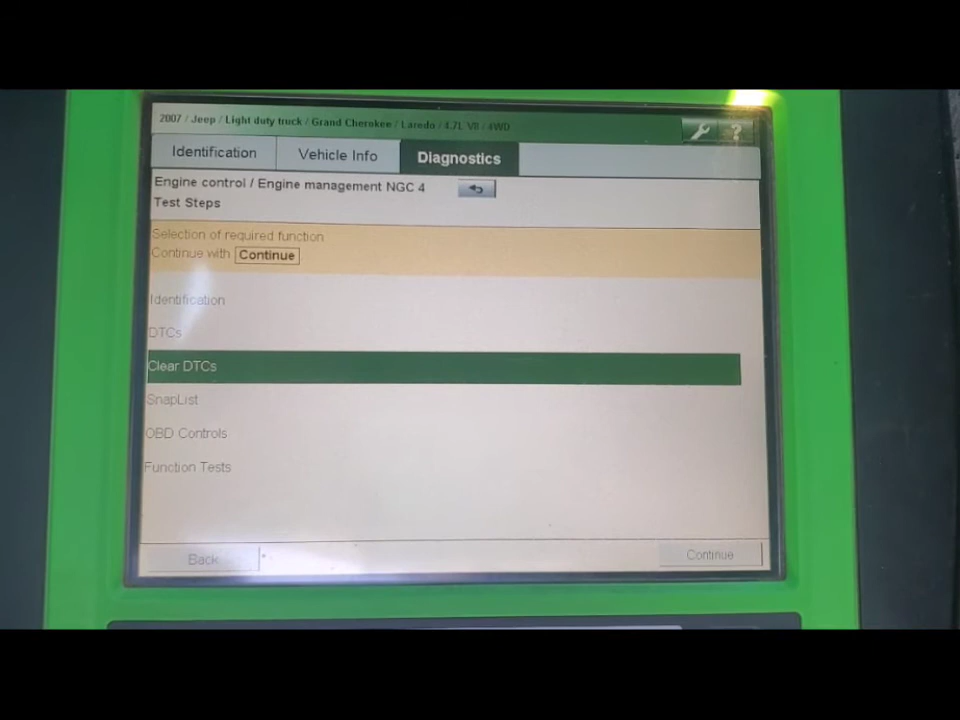 2007 / Jeep / Light duty truck / Grand Cherokee / Laredo / 4.7L V8 / 4WD
?
Identification
Vehicle Info
Diagnostics
Engine control / Engine management NGC 4
Test Steps
Selection of required function
Continue with Continue
Identification
DTCs
Clear DTCs
SnapList
OBD Controls
Function Tests
Back
Continue